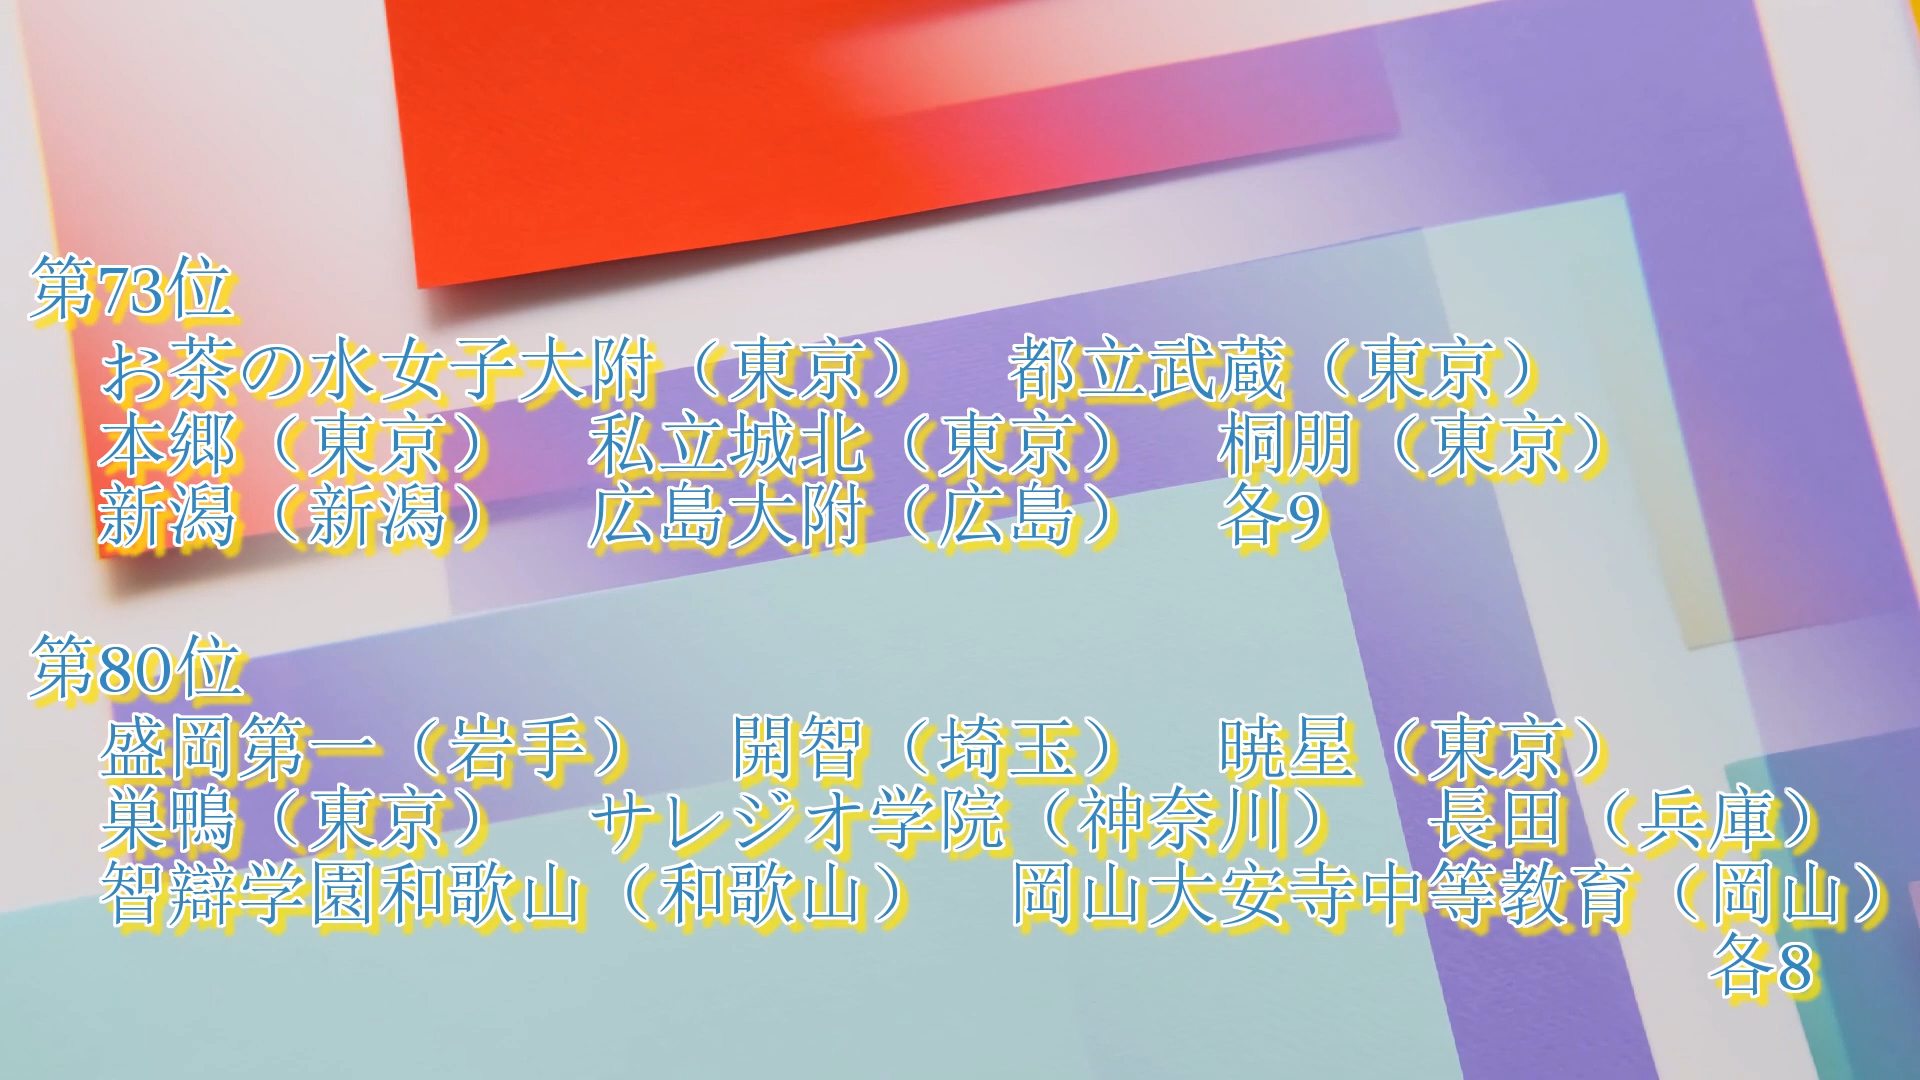 第73位
お茶の水女子大附（東京）　都立武蔵（東京）
本郷（東京）　私立城北（東京）　桐朋（東京）
新潟（新潟）　広島大附（広島）　各9
第80位
盛岡第一（岩手）　開智（埼玉）　暁星（東京）
巣鴨（東京）　サレジオ学院（神奈川）　長田（兵庫）
智辯学園和歌山（和歌山）　岡山大安寺中等教育（岡山）
各8